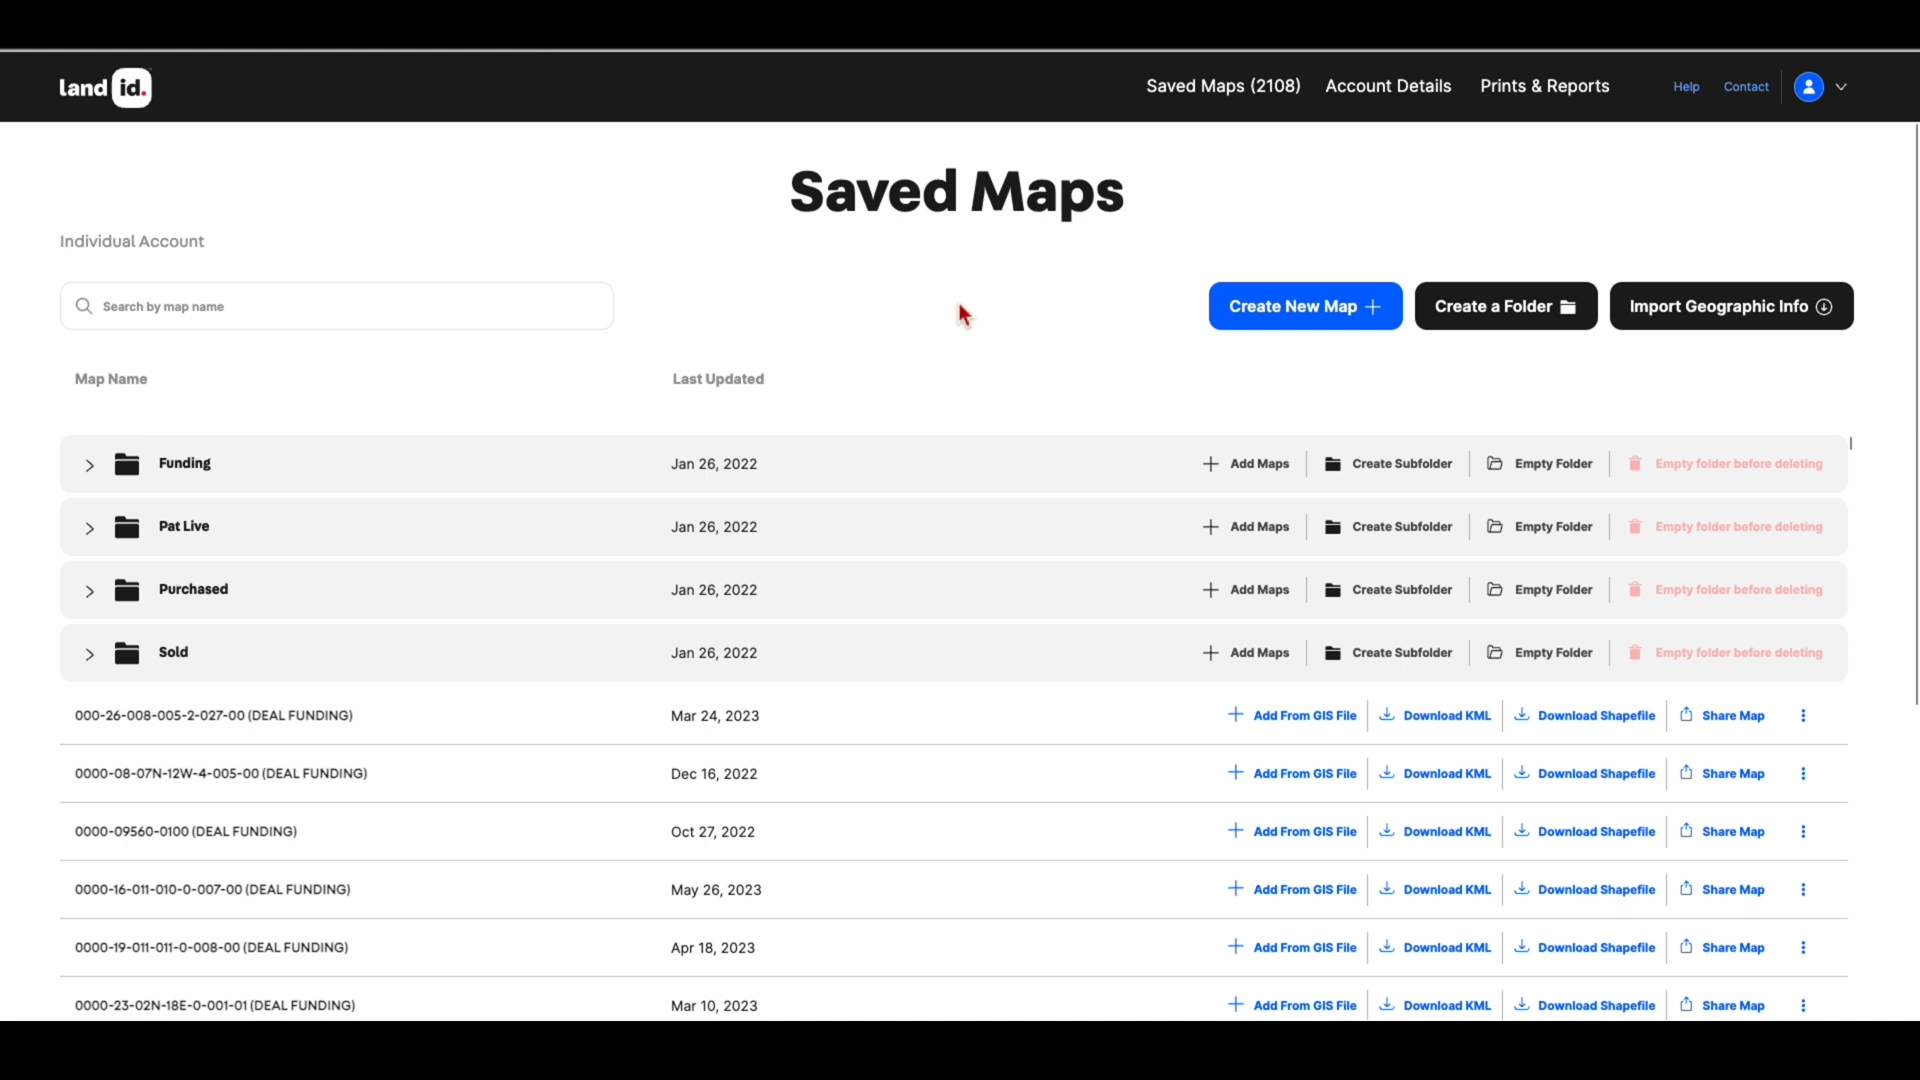 land id.
Saved Maps (2108) Account Details Prints & Reports Help Contact
Saved Maps
Individual Account
Search by map name
Create New Map Create a Folder Import Geographic Info
Map Name Last Updated
Funding Jan 26, 2022 Add Maps Create Subfolder Empty Folder Empty folder before deleting
Pat Live Jan 26, 2022 Add Maps Create Subfolder Empty Folder Empty folder before deleting
Purchased Jan 26, 2022 Add Maps Create Subfolder Empty Folder Empty folder before deleting
Sold Jan 26, 2022 Add Maps Create Subfolder Empty Folder Empty folder before deleting
000-26-008-005-2-027-00 (DEAL FUNDING) Mar 24, 2023 Add From GIS File Download KML Download Shapefile Share Map
0000-08-07N-12W-4-005-00 (DEAL FUNDING) Dec 16, 2022 Add From GIS File Download KML Download Shapefile Share Map
0000-09560-0100 (DEAL FUNDING) Oct 27, 2022 Add From GIS File Download KML Download Shapefile Share Map
0000-16-011-010-0-007-00 (DEAL FUNDING) May 26, 2023 Add From GIS File Download KML Download Shapefile Share Map
0000-19-011-011-0-008-00 (DEAL FUNDING) Apr 18, 2023 Add From GIS File Download KML Download Shapefile Share Map
0000-23-02N-18E-0-001-01 (DEAL FUNDING) Mar 10, 2023 Add From GIS File Download KML Download Shapefile Share Map